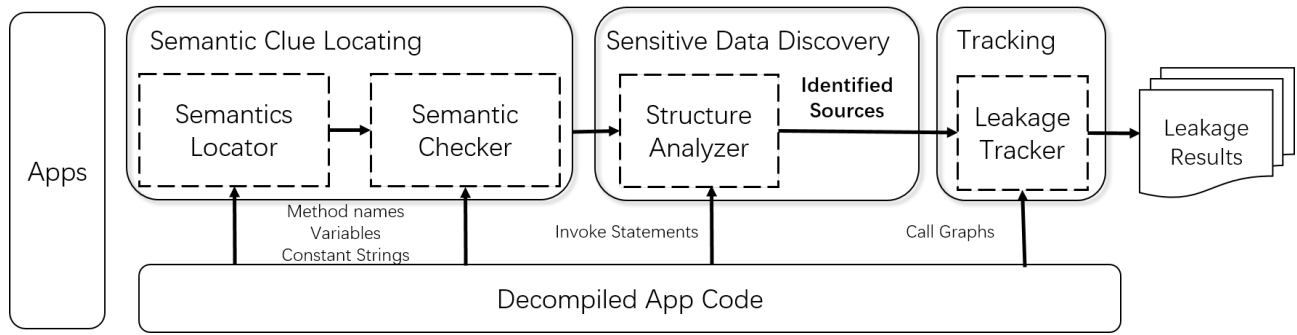 Apps
Semantic Clue Locating
Semantics
Locator
Semantic
Checker
Sensitive Data Discovery
Structure
Analyzer
Identified
Sources
Tracking
Leakage
Tracker
Leakage
Results
Method names
Variables
Constant Strings
Invoke Statements
Call Graphs
Decompiled App Code